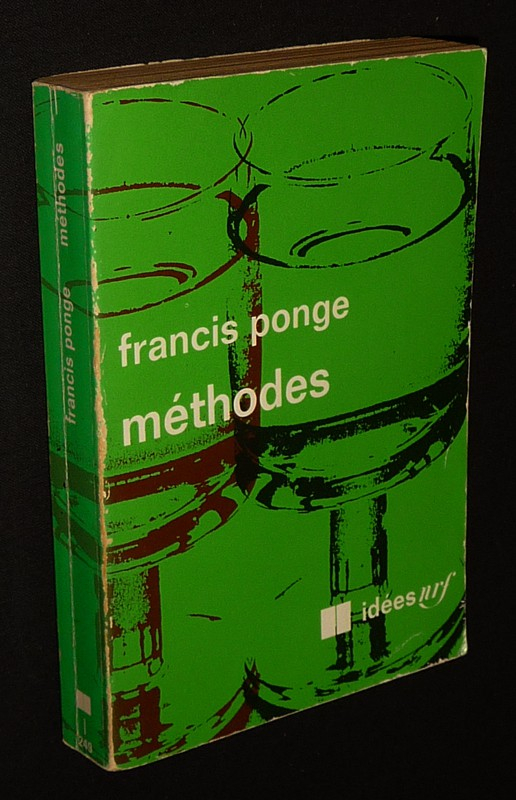 francis ponge
méthodes
idées nrf
francis ponge méthodes
249